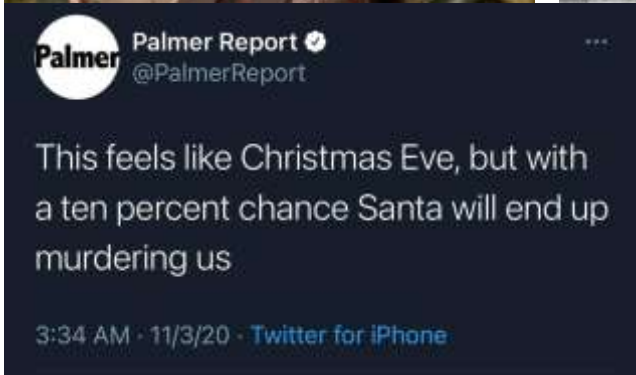 Palmer
Palmer Report
@PalmerReport
This feels like Christmas Eve, but with
a ten percent chance Santa will end up
murdering us
3:34 AM · 11/3/20 · Twitter for iPhone